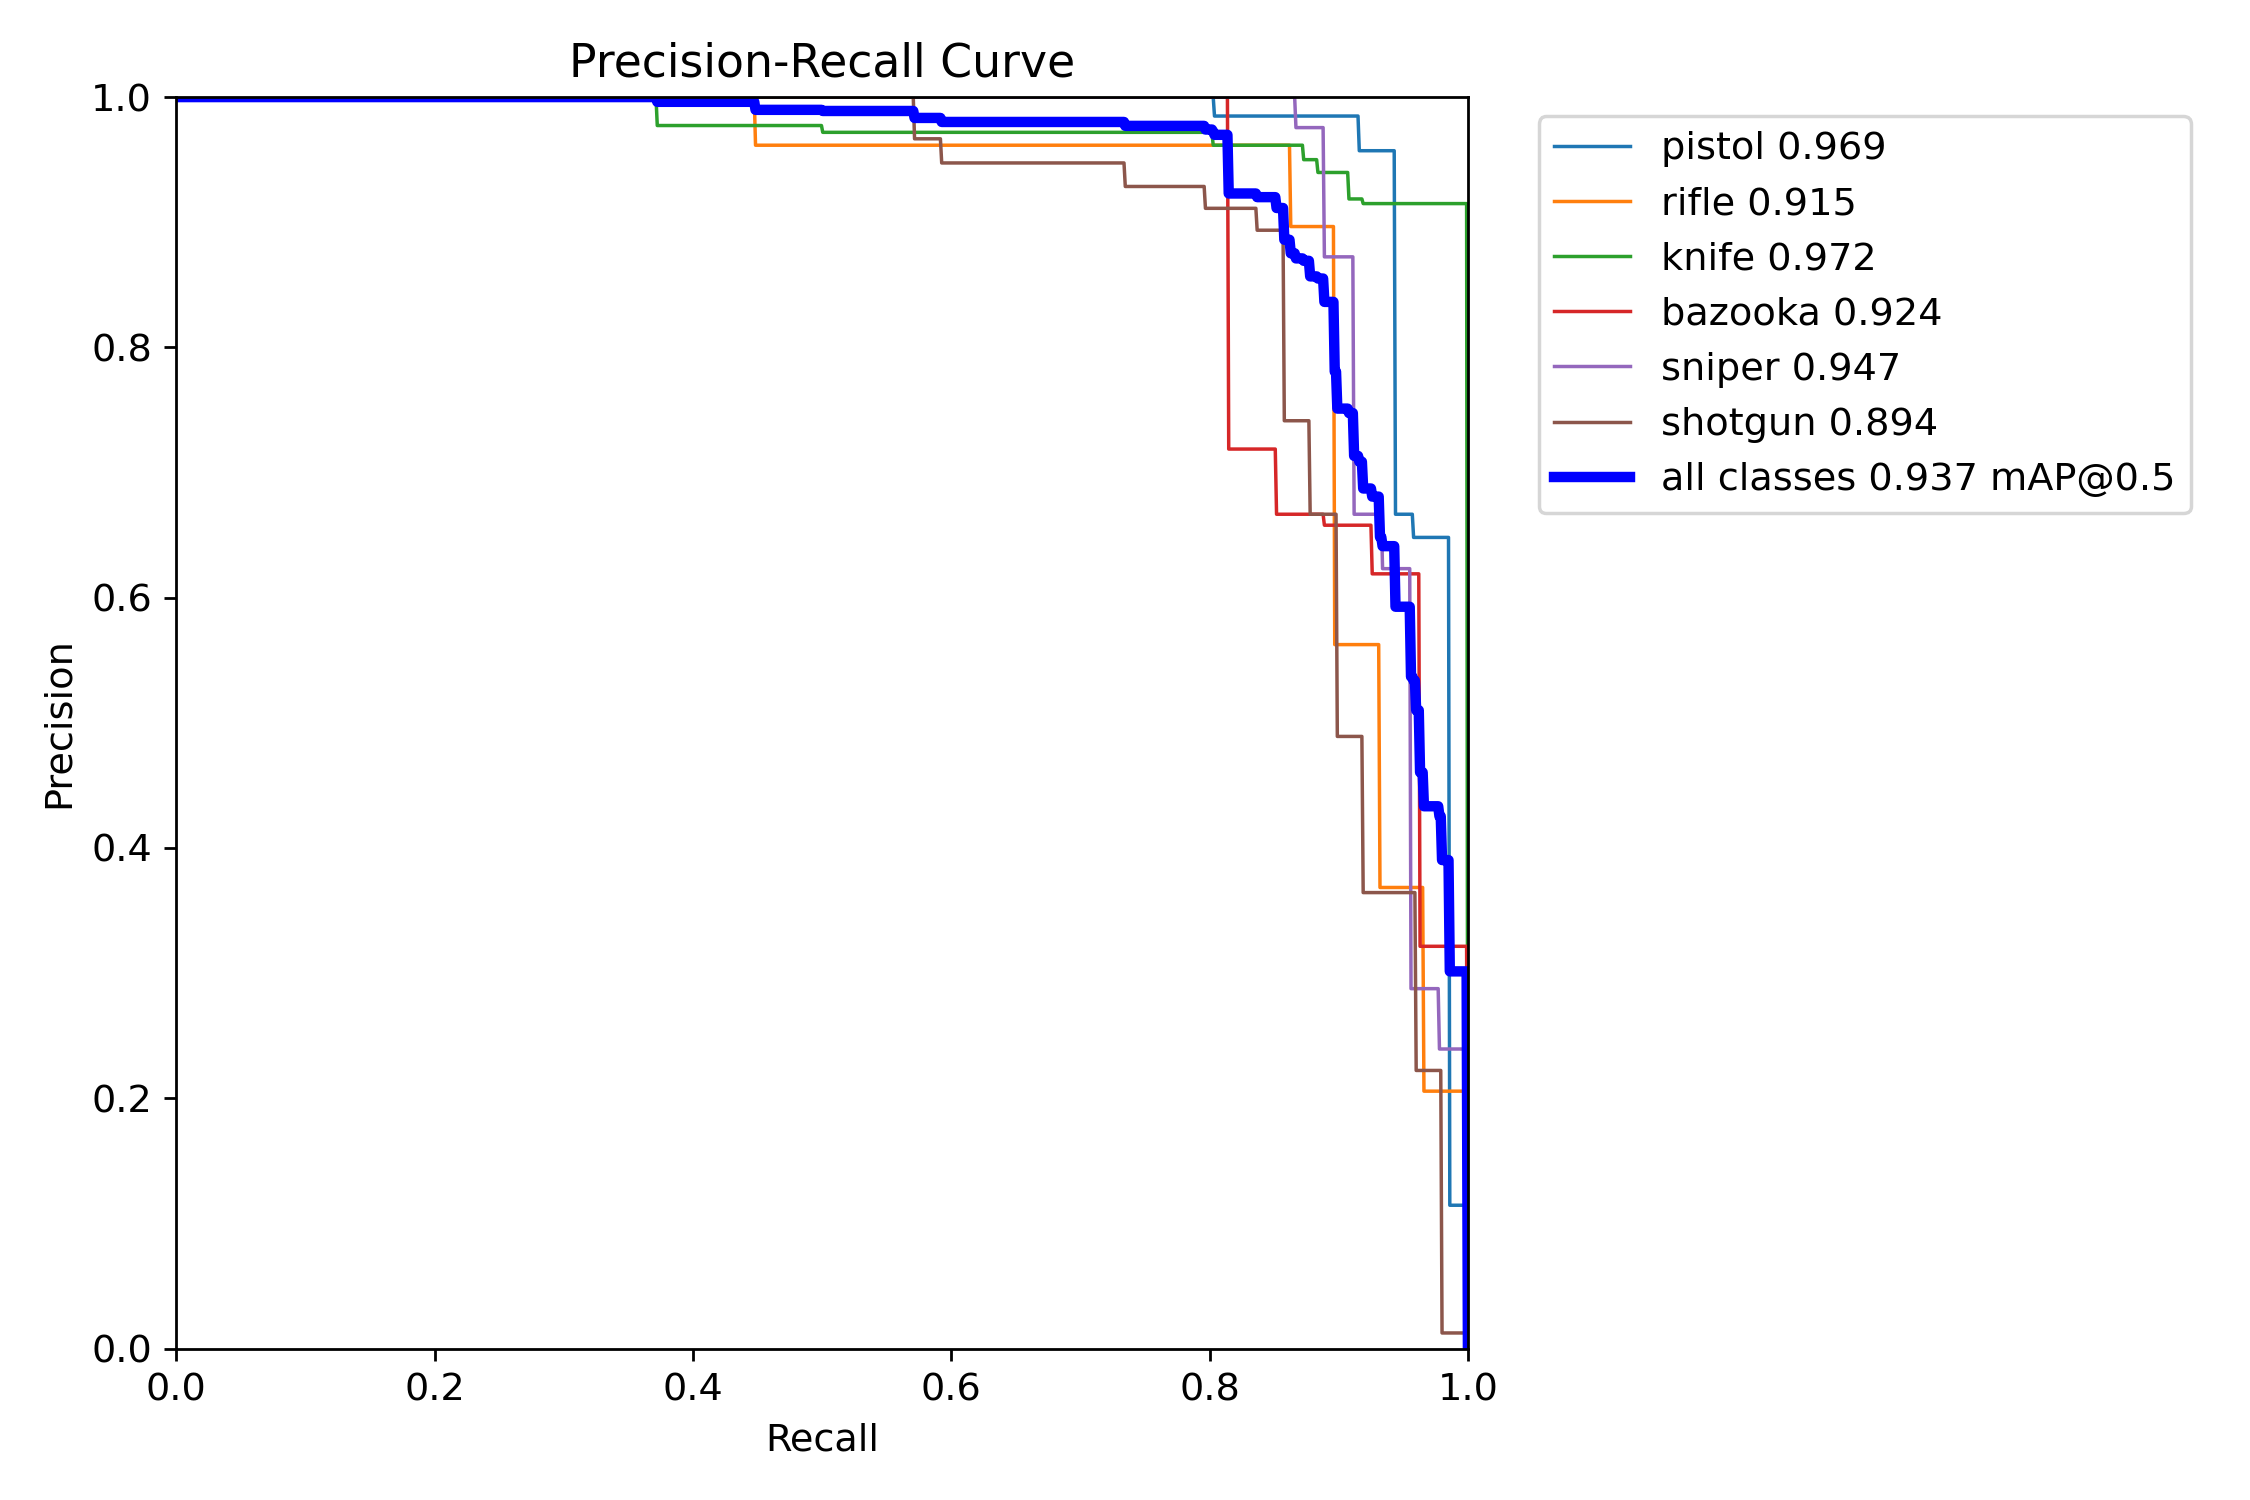 Precision-Recall Curve
1.0
0.8
0.6
0.4
0.2
0.0
Precision
0.0 0.2 0.4 0.6 0.8 1.0
Recall
pistol 0.969
rifle 0.915
knife 0.972
bazooka 0.924
sniper 0.947
shotgun 0.894
all classes 0.937 mAP@0.5